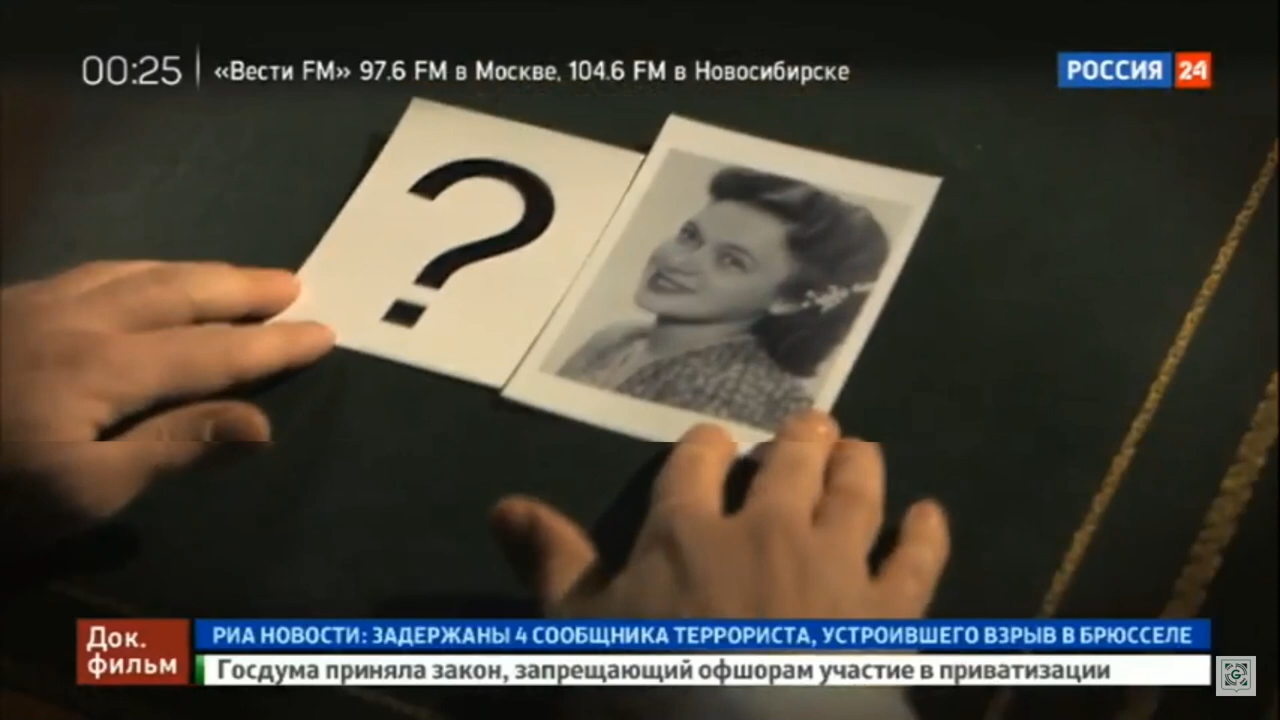 00:25
«Вести FM» 97.6 FM в Москве, 104.6 FM в Новосибирске
РОССИЯ 24
?
Док.
фильм
РИА НОВОСТИ: ЗАДЕРЖАНЫ 4 СООБЩНИКА ТЕРРОРИСТА, УСТРОИВШЕГО ВЗРЫВ В БРЮССЕЛЕ
Госдума приняла закон, запрещающий офшорам участие в приватизации
G